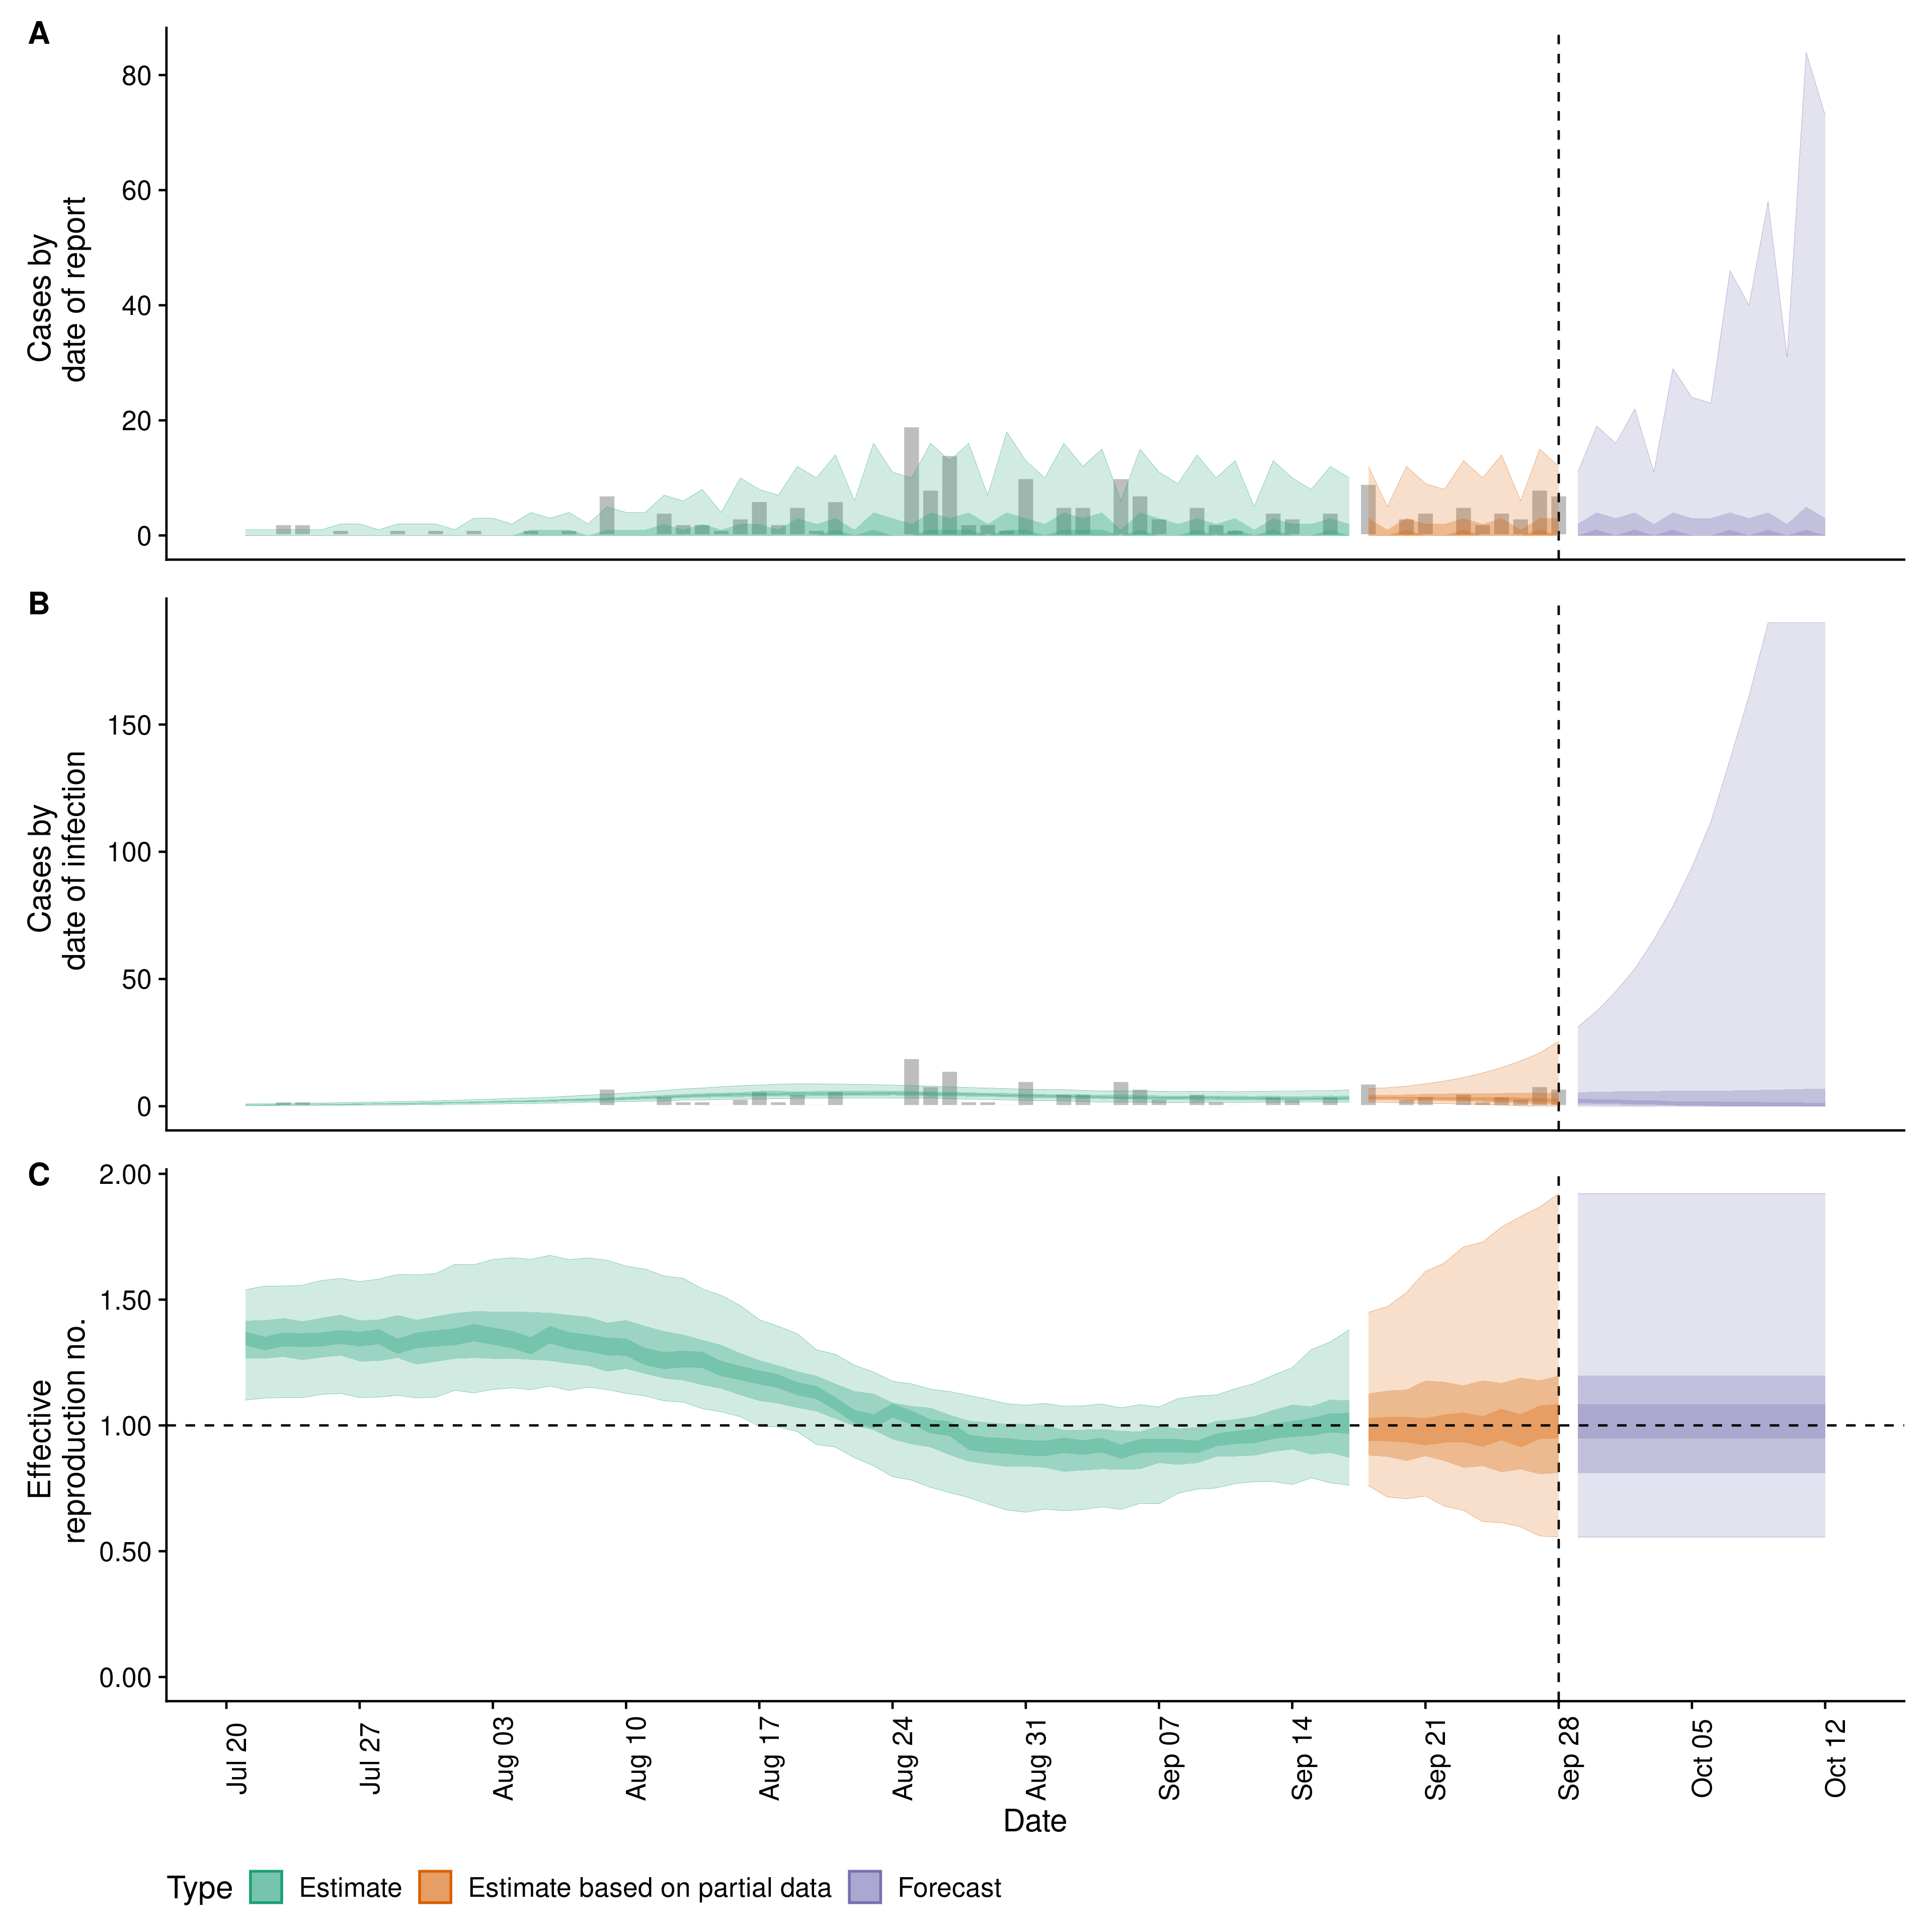 A
80
60
40
20
0
Cases by
date of report
B
150
100
50
0
Cases by
date of infection
C
2.00
1.50
1.00
0.50
0.00
Effective
reproduction no.
Jul 20
Jul 27
Aug 03
Aug 10
Aug 17
Aug 24
Aug 31
Sep 07
Sep 14
Sep 21
Sep 28
Oct 05
Oct 12
Date
Type Estimate Estimate based on partial data Forecast